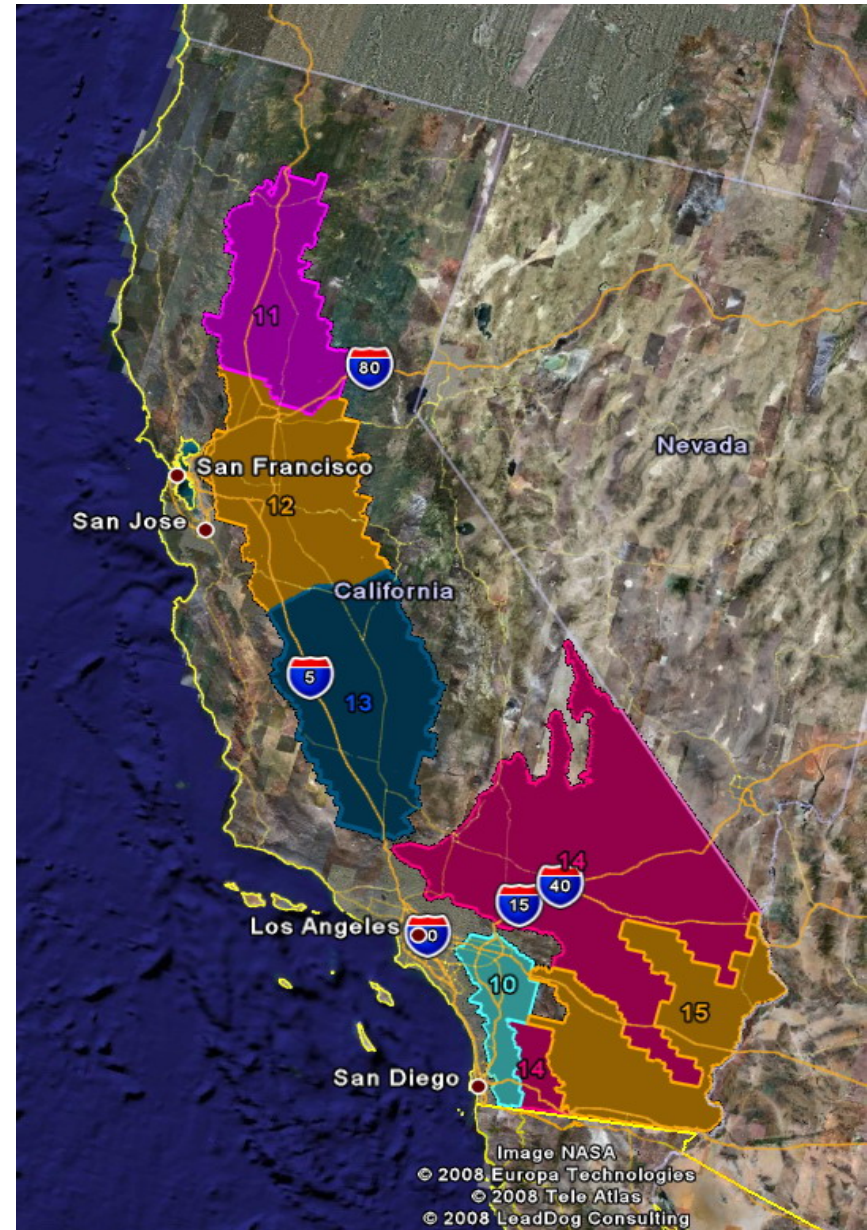 11
80
Nevada
San Francisco
12
San Jose
California
5
13
14
40
15
Los Angeles
10
15
San Diego
14
Image NASA
© 2008 Europa Technologies
© 2008 Tele Atlas
© 2008 LeadDog Consulting